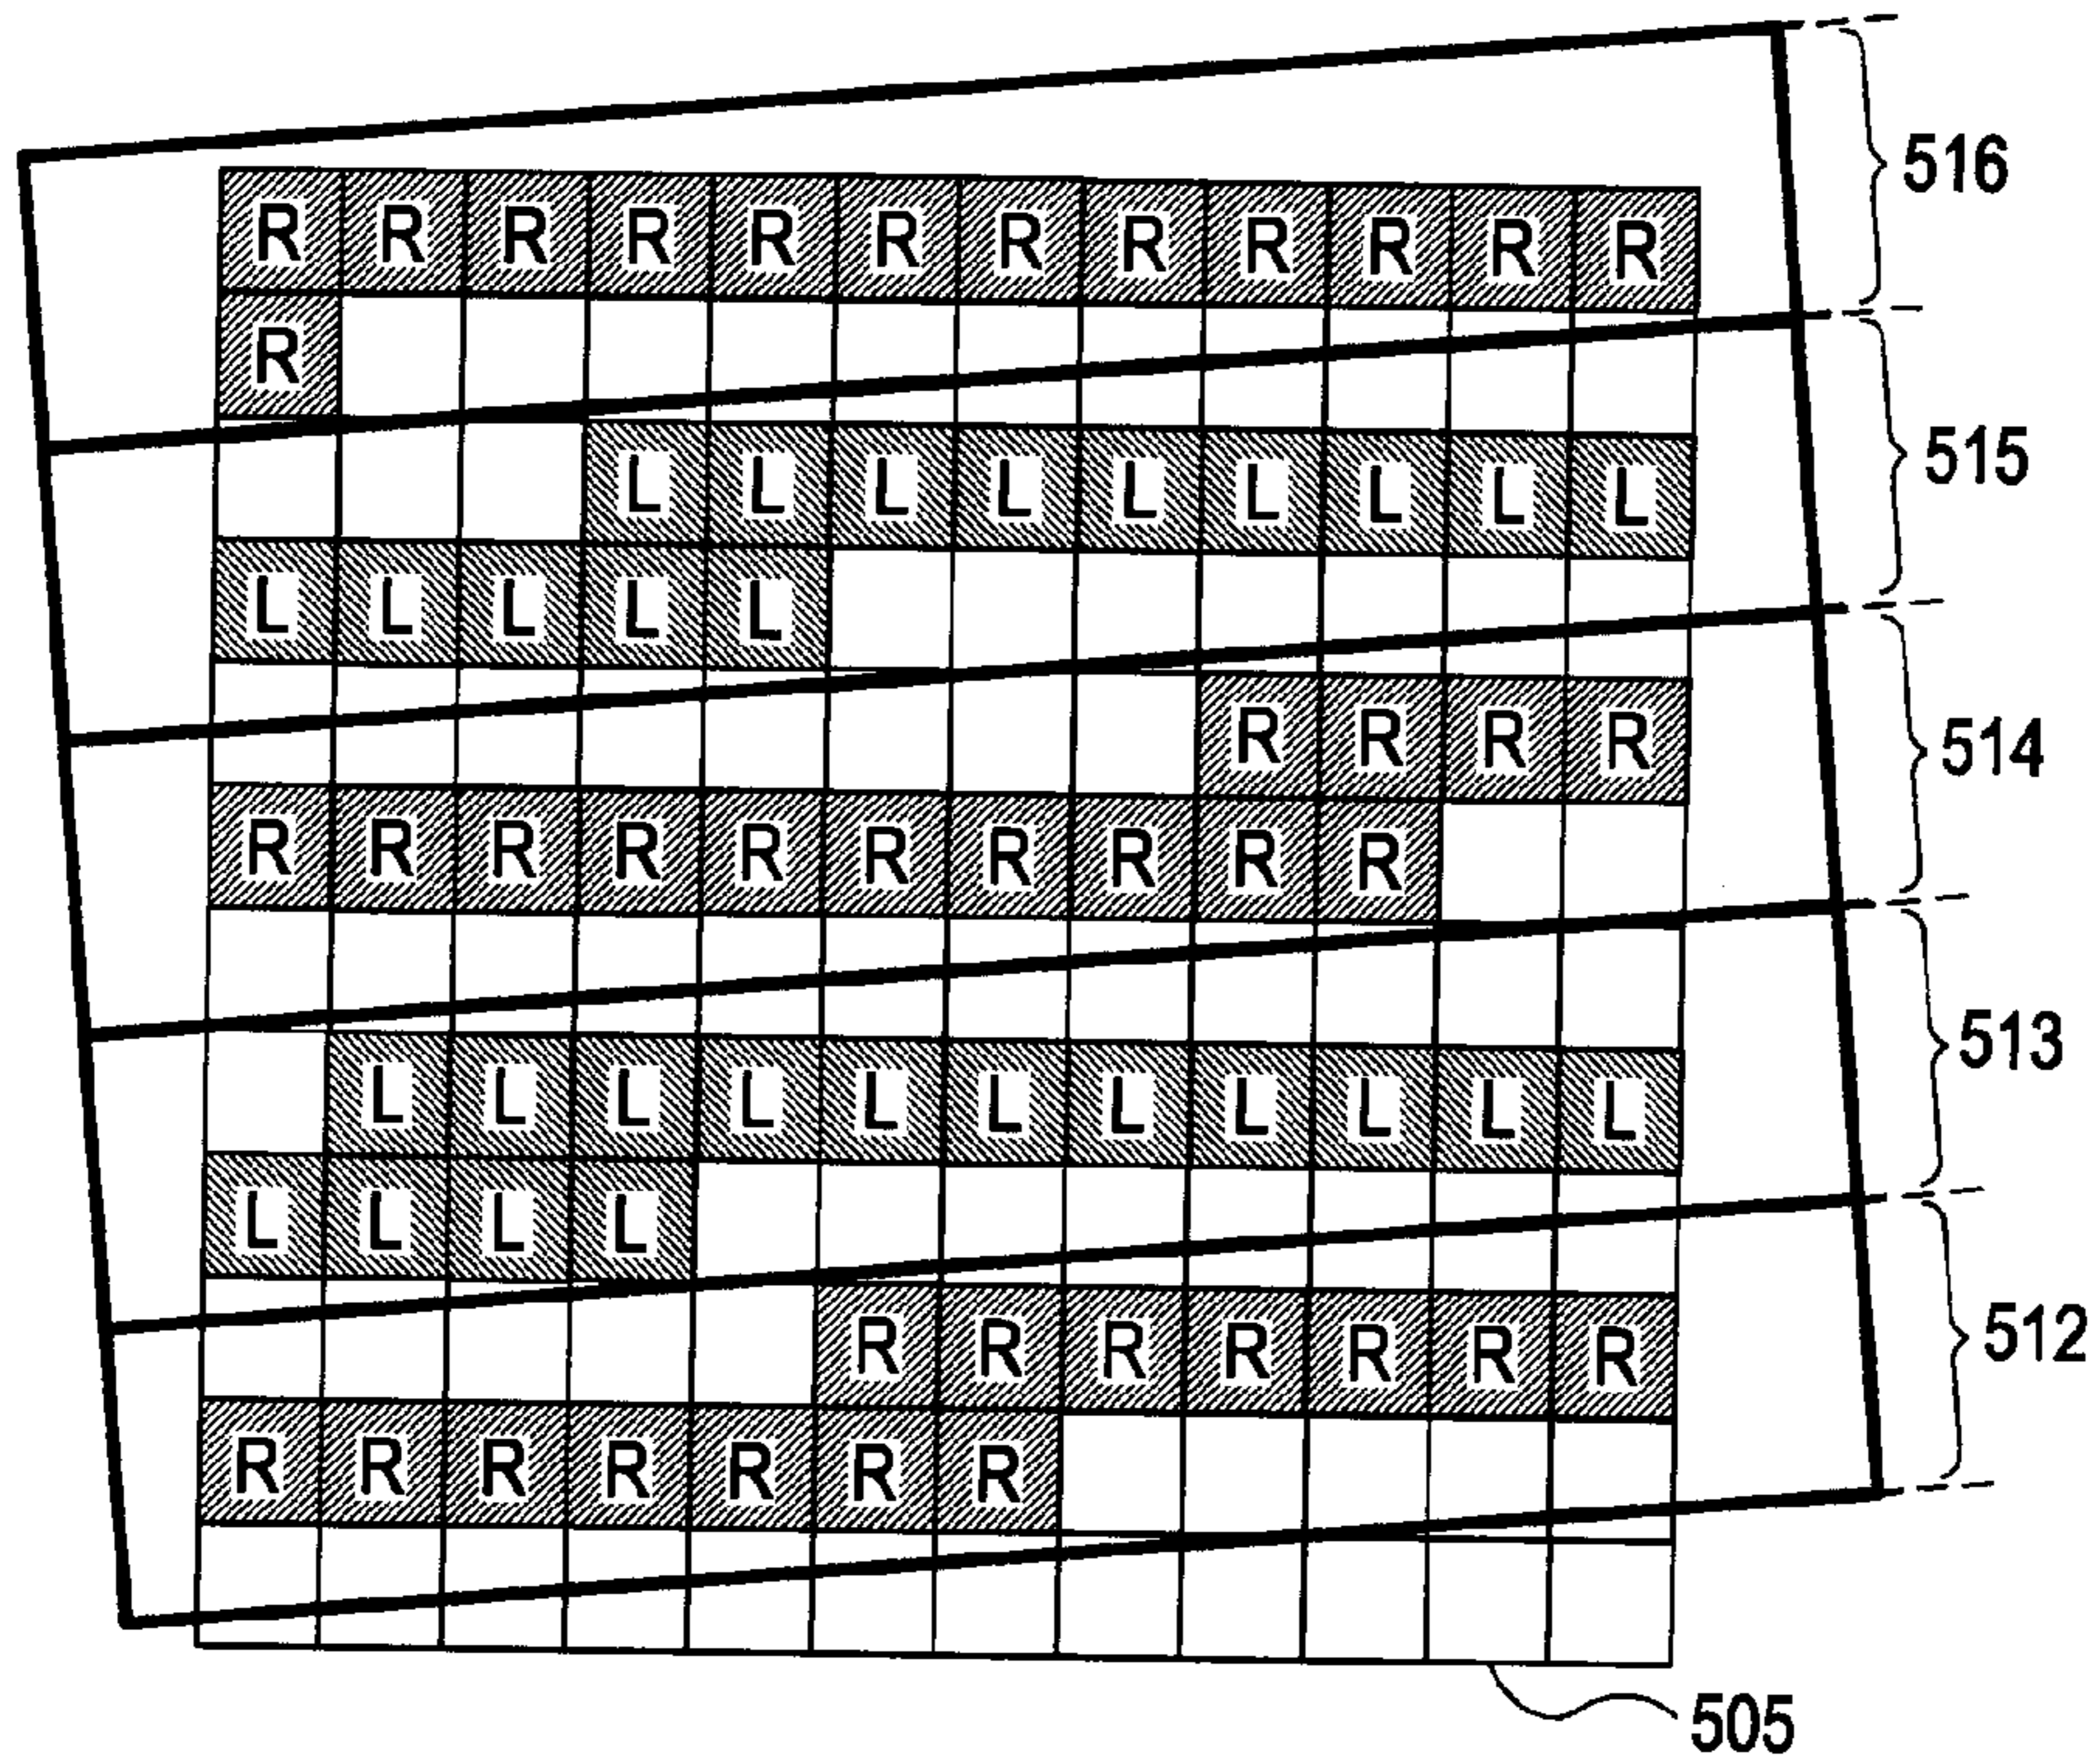 516
R R R R R R R R R R R R
R
515
L L L L L L L L L
L L L L L
514
R R R R
R R R R R R R R R R
513
L L L L L L L L L L L
L L L L
512
R R R R R R R
R R R R R R R
505